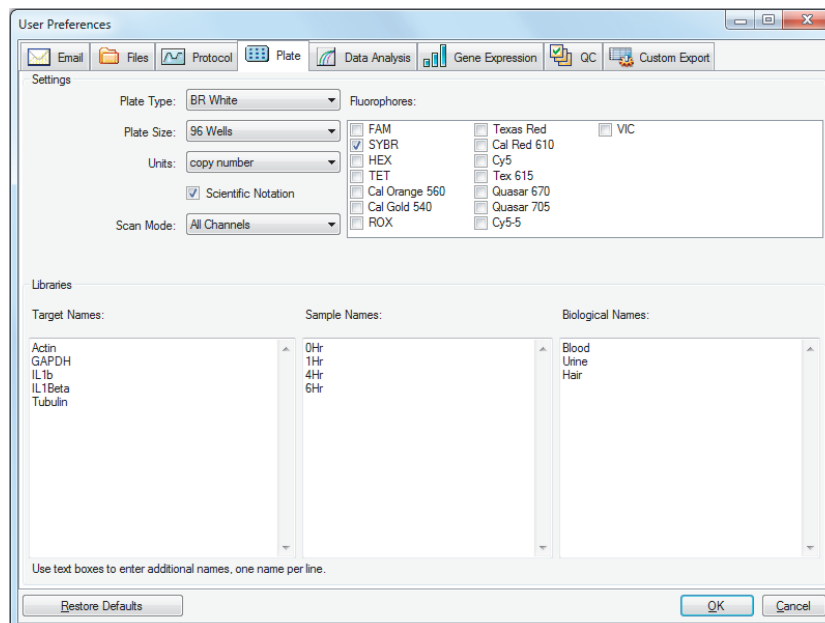 User Preferences
Email Files Protocol Plate Data Analysis Gene Expression QC Custom Export
Settings
Plate Type: BR White Fluorophores:
Plate Size: 96 Wells
Units: copy number
Scientific Notation
Scan Mode: All Channels
FAM Texas Red VIC
SYBR Cal Red 610
HEX Cy5
TET Tex 615
Cal Orange 560 Quasar 670
Cal Gold 540 Quasar 705
ROX Cy5-5
Libraries
Target Names: Sample Names: Biological Names:
Actin 0Hr Blood
GAPDH 1Hr Urine
IL1b 4Hr Hair
IL1Beta 6Hr
Tubulin
Use text boxes to enter additional names, one name per line.
Restore Defaults OK Cancel